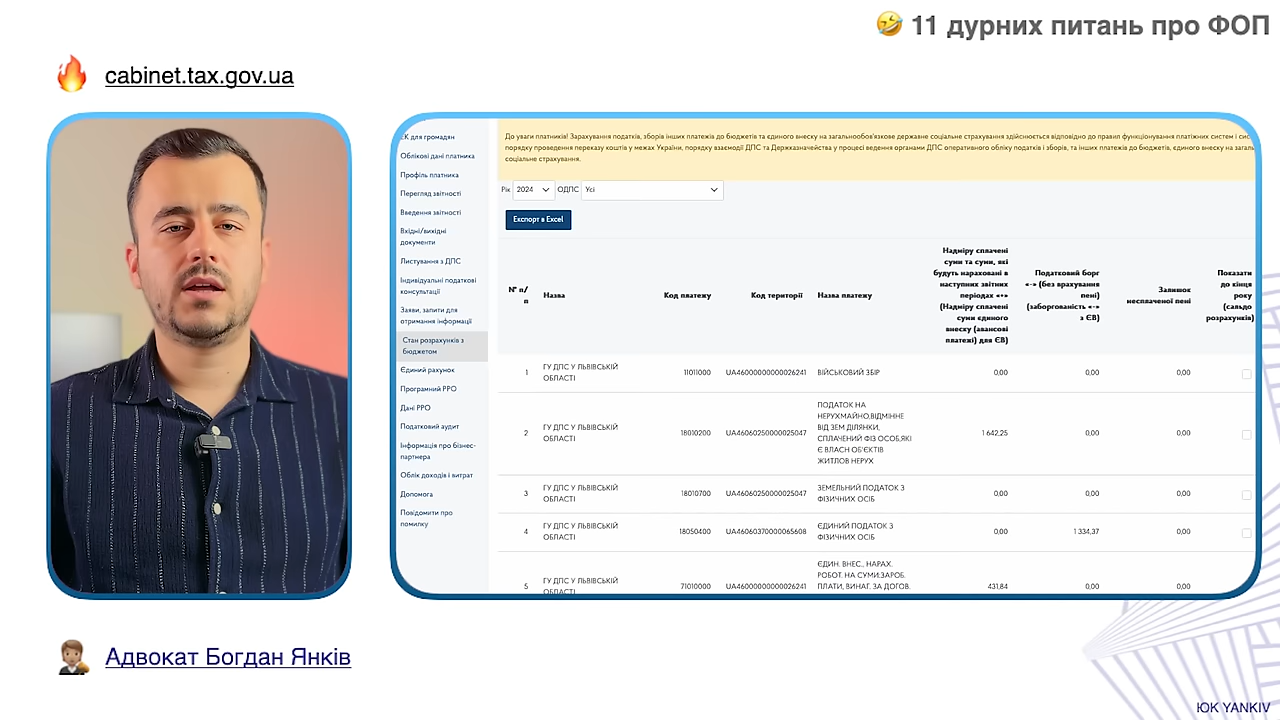 🤣 11 дурних питань про ФОП
🔥 cabinet.tax.gov.ua
ЕК для громадян
Облікові дані платника
Профіль платника
Перегляд звітності
Введення звітності
Вхідні/вихідні
документи
Листування з ДПС
Індивідуальні податкові
консультації
Заяви, запити для
отримання інформації
Стан розрахунків з
бюджетом
Єдиний рахунок
Програмний РРО
Дані РРО
Податковий аудит
Інформація про бізнес-
партнера
Облік доходів і витрат
Допомога
Повідомити про
помилку
До уваги платників! Зарахування податків, зборів інших платежів до бюджетів та єдиного внеску на загальнообов'язкове державне соціальне страхування здійснюється відповідно до правил функціонування платіжних систем і сис
порядку проведення переказу коштів у межах України, порядку взаємодії ДПС та Держказначейства у процесі ведення органами ДПС оперативного обліку податків і зборів, та інших платежів до бюджетів, єдиного внеску на загал
соціальне страхування.
Рік 2024 ОДПС Усі
Експорт в Excel
№ п/
п
Назва
Код платежу
Код території
Назва платежу
Надміру сплачені
суми та суми, які
будуть нараховані в
наступних звітних
періодах «+»
(Надміру сплачені
суми єдиного
внеску (авансові
платежі) для ЄВ)
Податковий борг
«-» (без врахування
пені)
(заборгованість «-»
з ЄВ)
Залишок
несплаченої пені
Показати
до кінця
року
(сальдо
розрахунків)
1 ГУ ДПС У ЛЬВІВСЬКІЙ
ОБЛАСТІ
11011000 UA46000000000026241 ВІЙСЬКОВИЙ ЗБІР 0,00 0,00 0,00
2 ГУ ДПС У ЛЬВІВСЬКІЙ
ОБЛАСТІ
18010200 UA46060250000025047
ПОДАТОК НА
НЕРУХМАЙНО,ВІДМІННЕ
ВІД ЗЕМ ДІЛЯНКИ,
СПЛАЧЕНИЙ ФІЗ ОСОБ,ЯКІ
Є ВЛАСН ОБ'ЄКТІВ
ЖИТЛОВ НЕРУХ
1 642,25 0,00 0,00
3 ГУ ДПС У ЛЬВІВСЬКІЙ
ОБЛАСТІ
18010700 UA46060250000025047
ЗЕМЕЛЬНИЙ ПОДАТОК З
ФІЗИЧНИХ ОСІБ
0,00 0,00 0,00
4 ГУ ДПС У ЛЬВІВСЬКІЙ
ОБЛАСТІ
18050400 UA46060370000065608
ЄДИНИЙ ПОДАТОК З
ФІЗИЧНИХ ОСІБ
0,00 1 334,37 0,00
5 ГУ ДПС У ЛЬВІВСЬКІЙ
ОБЛАСТІ
71010000 UA46000000000026241
ЄДИН. ВНЕС., НАРАХ.
РОБОТ. НА СУМИ:ЗАРОБ.
ПЛАТИ, ВИНАГ. ЗА ДОГОВ.
431,84 0,00 0,00
Адвокат Богдан Янків
ЮК YANKIV